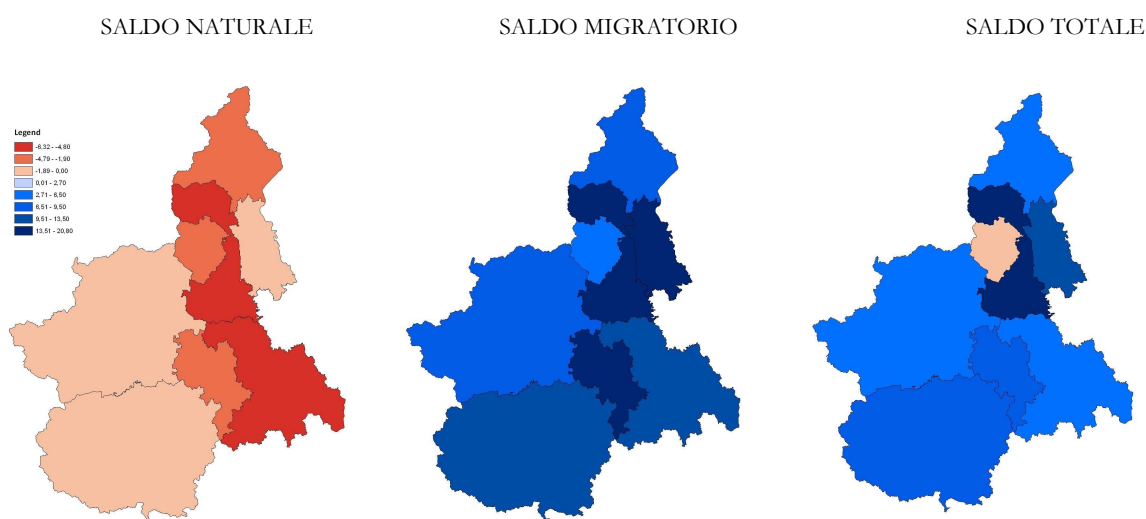 SALDO NATURALE
SALDO MIGRATORIO
SALDO TOTALE
Legend
-6,32 - -4,80
-4,79 - -1,90
-1,89 - 0,00
0,01 - 2,70
2,71 - 6,50
6,51 - 9,50
9,51 - 13,50
13,51 - 20,80